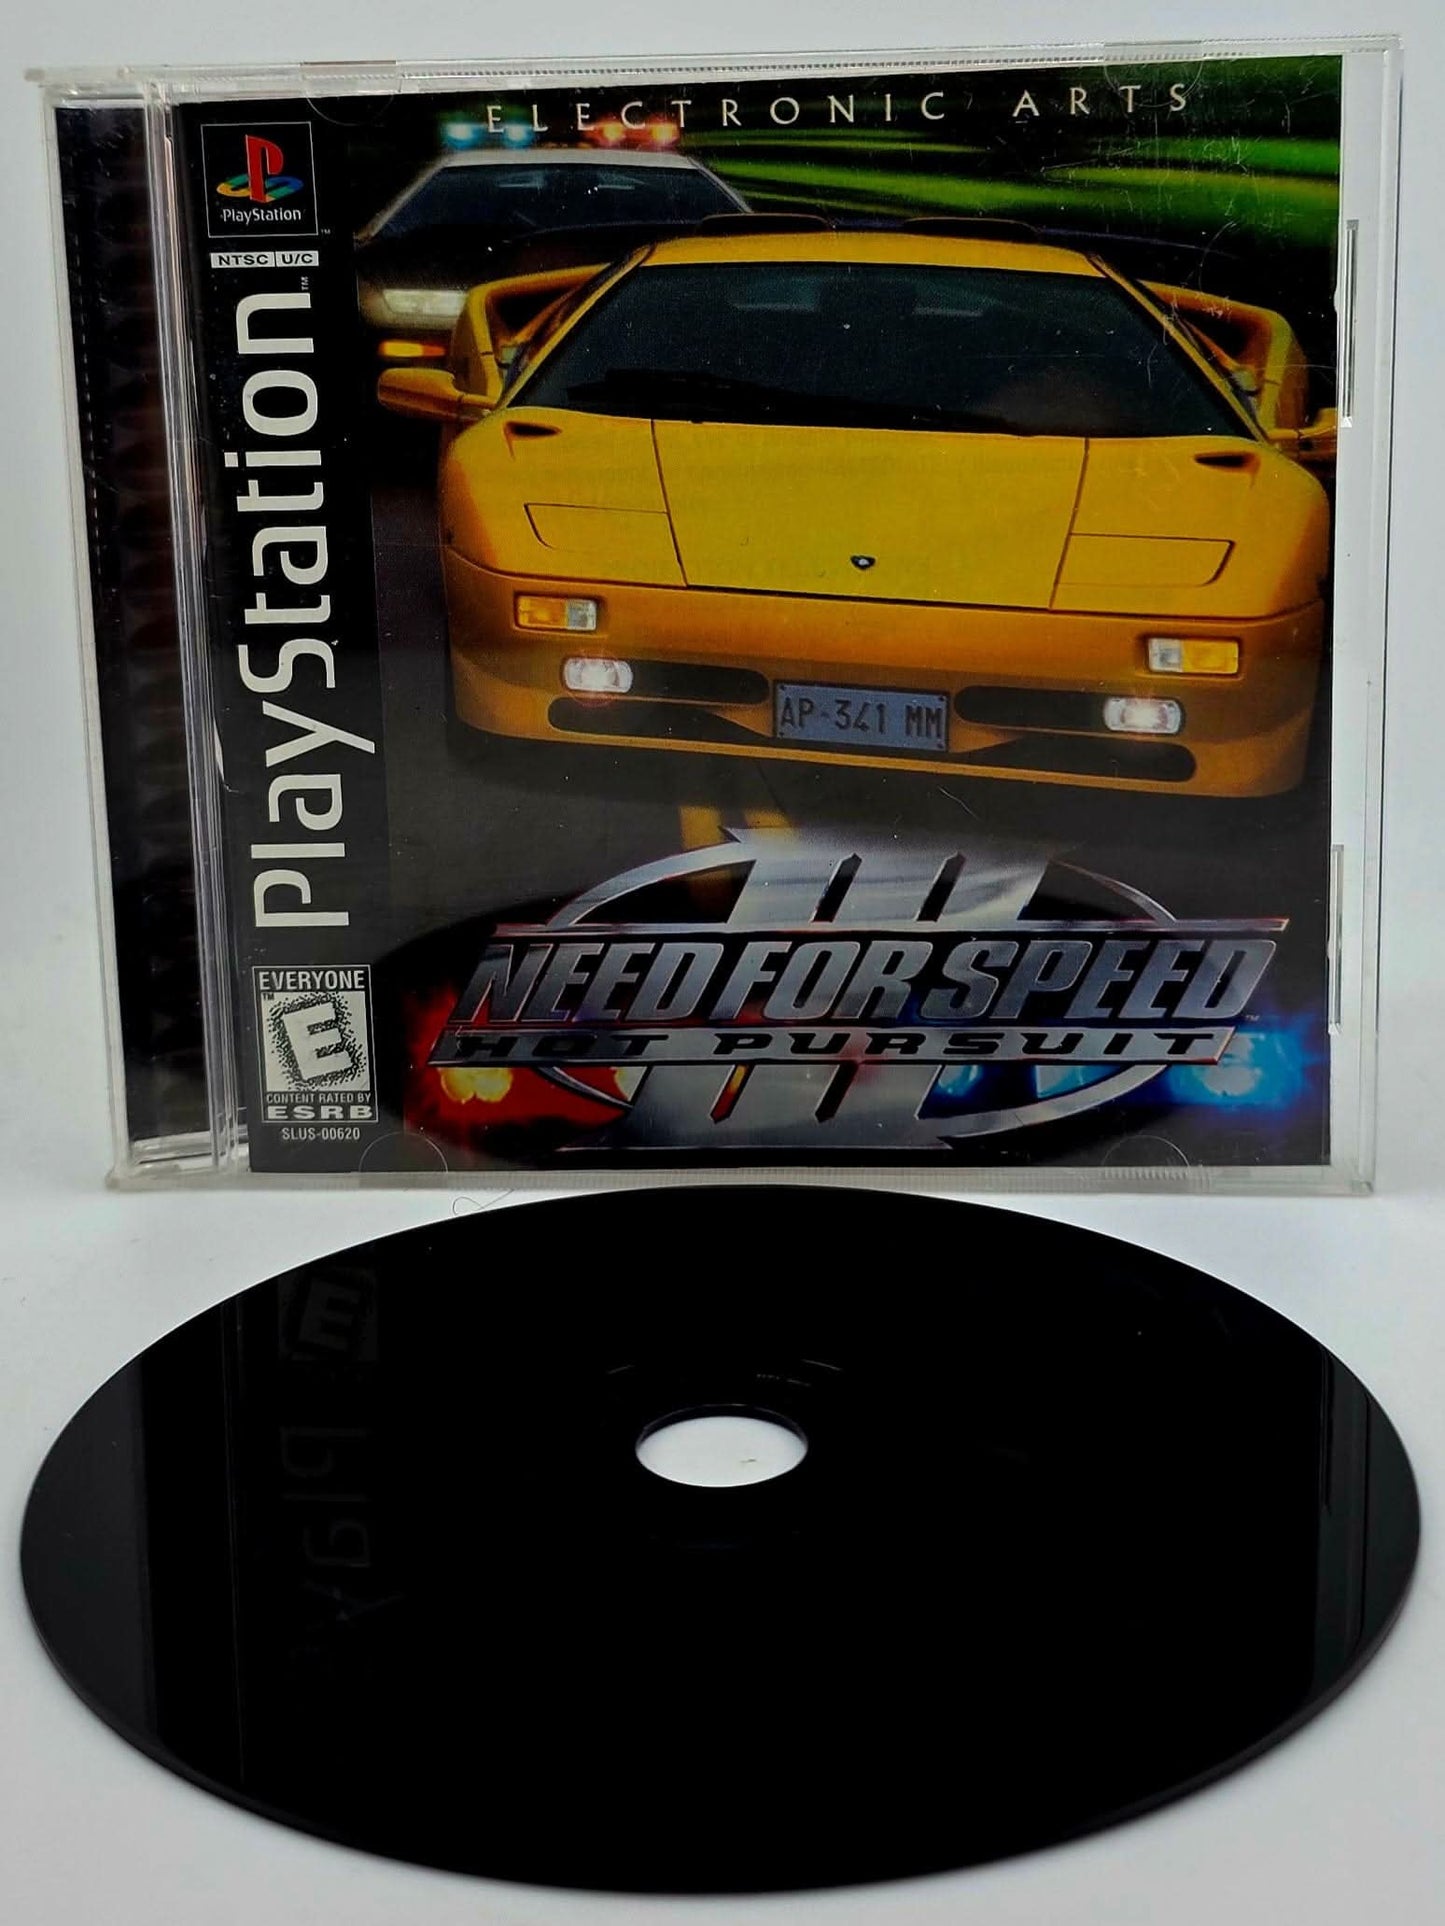 ELECTRONIC ARTS
PlayStation
NTSC U/C
PlayStation
AP-341 MM
III
NEED FOR SPEED
HOT PURSUIT
EVERYONE
E
CONTENT RATED BY
ESRB
SLUS-00620